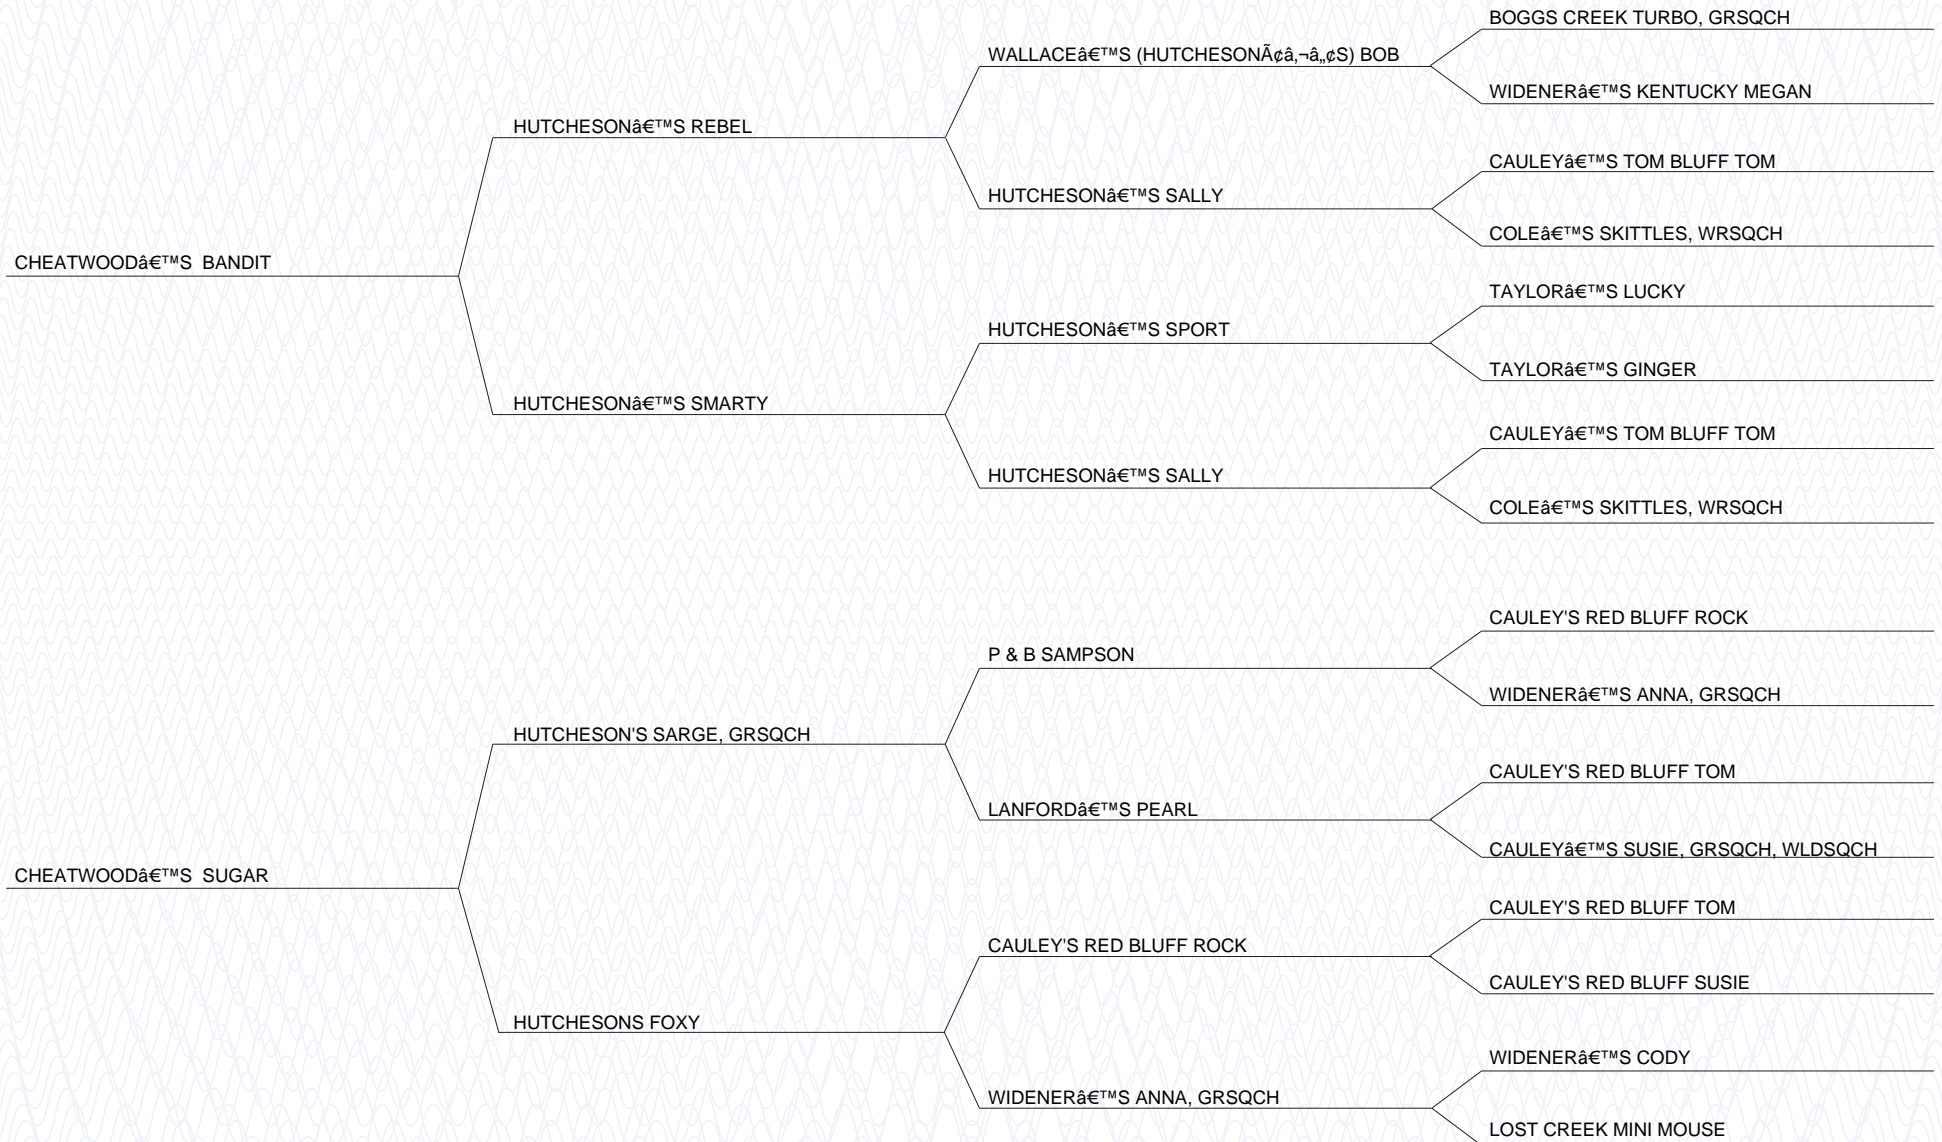 BOGGS CREEK TURBO, GRSQCH
WALLACEâ€™S (HUTCHESONÃ¢â‚¬â„¢S) BOB
WIDENERâ€™S KENTUCKY MEGAN
HUTCHESONâ€™S REBEL
CAULEYâ€™S TOM BLUFF TOM
HUTCHESONâ€™S SALLY
COLEâ€™S SKITTLES, WRSQCH
CHEATWOODâ€™S  BANDIT
TAYLORâ€™S LUCKY
HUTCHESONâ€™S SPORT
TAYLORâ€™S GINGER
HUTCHESONâ€™S SMARTY
CAULEYâ€™S TOM BLUFF TOM
HUTCHESONâ€™S SALLY
COLEâ€™S SKITTLES, WRSQCH
CAULEY'S RED BLUFF ROCK
P & B SAMPSON
WIDENERâ€™S ANNA, GRSQCH
HUTCHESON'S SARGE, GRSQCH
CAULEY'S RED BLUFF TOM
LANFORDâ€™S PEARL
CAULEYâ€™S SUSIE, GRSQCH, WLDSQCH
CHEATWOODâ€™S  SUGAR
CAULEY'S RED BLUFF TOM
CAULEY'S RED BLUFF ROCK
CAULEY'S RED BLUFF SUSIE
HUTCHESONS FOXY
WIDENERâ€™S CODY
WIDENERâ€™S ANNA, GRSQCH
LOST CREEK MINI MOUSE